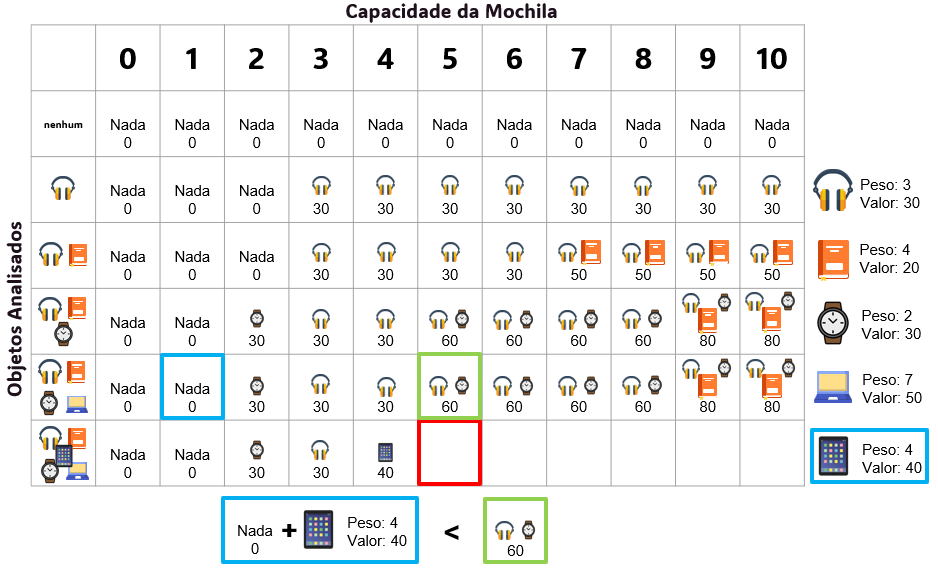 Capacidade da Mochila
0 1 2 3 4 5 6 7 8 9 10
Objetos Analisados
nenhum
Nada Nada Nada Nada Nada Nada Nada Nada Nada Nada Nada
0 0 0 0 0 0 0 0 0 0 0
Nada Nada Nada
0 0 0 30 30 30 30 30 30 30 30
Peso: 3
Valor: 30
Nada Nada Nada
0 0 0 30 30 30 30 50 50 50 50
Peso: 4
Valor: 20
Nada Nada
0 0 30 30 30 60 60 60 60 80 80
Peso: 2
Valor: 30
Nada Nada
0 0 30 30 30 60 60 60 60 80 80
Peso: 7
Valor: 50
Nada Nada
0 0 30 30 40
Peso: 4
Valor: 40
Nada + Peso: 4 <
0 Valor: 40 60